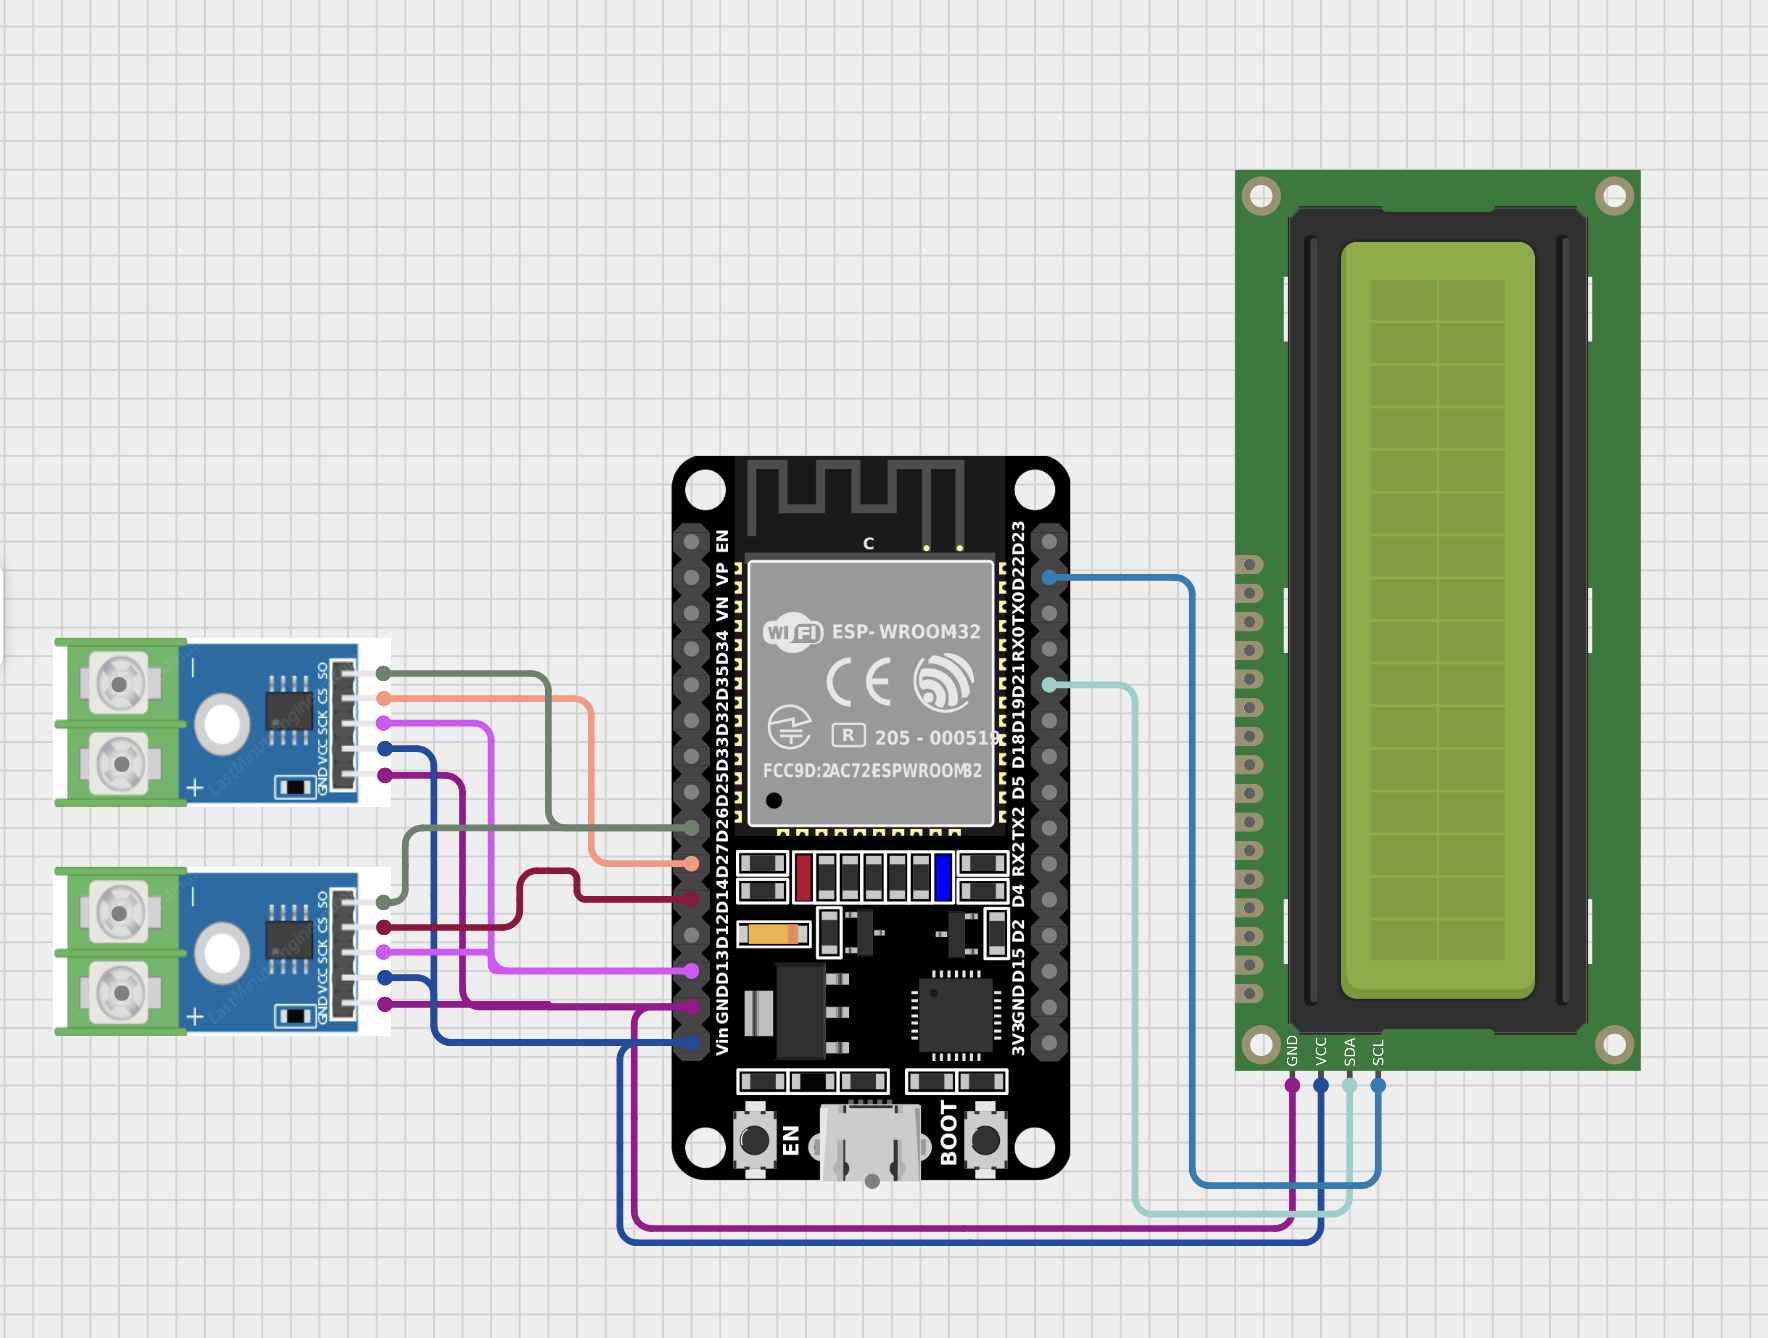 SO
CS
SCK
VCC
GND
−
+
SO
CS
SCK
VCC
GND
−
+
EN
VP
VN
D34
D35
D32
D33
D25
D26
D27
D14
D12
D13
GND
Vin
C
WiFi ESP-WROOM32
CE
R 205-000519
FCC9D:2AC72ESPWROOM32
D23
D22
TX0
RX0
D21
D19
D18
D5
TX2
RX2
D4
D2
D15
GND
3V3
EN
BOOT
GND
VCC
SDA
SCL